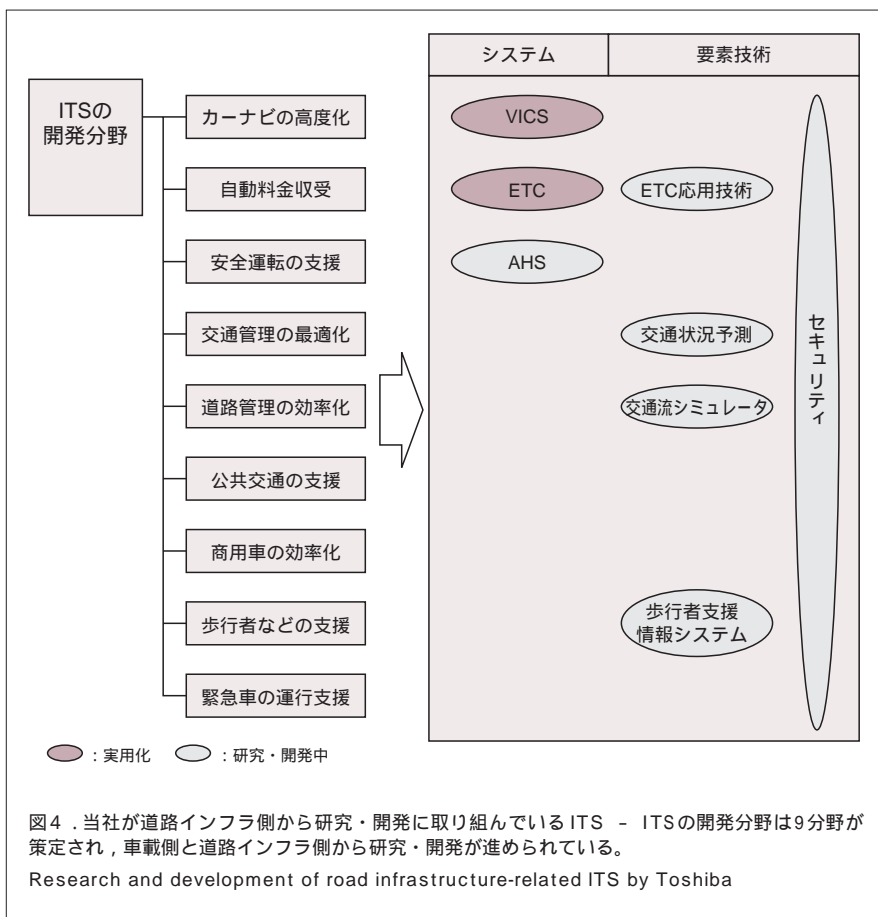 システム
要素技術
ITSの
開発分野
カーナビの高度化
VICS
自動料金収受
ETC
ETC応用技術
安全運転の支援
AHS
交通管理の最適化
交通状況予測
セキュリティ
道路管理の効率化
交通流シミュレータ
公共交通の支援
商用車の効率化
歩行者などの支援
歩行者支援
情報システム
緊急車の運行支援
:実用化
:研究・開発中
図4.当社が道路インフラ側から研究・開発に取り組んでいるITS - ITSの開発分野は9分野が
策定され,車載側と道路インフラ側から研究・開発が進められている。
Research and development of road infrastructure-related ITS by Toshiba